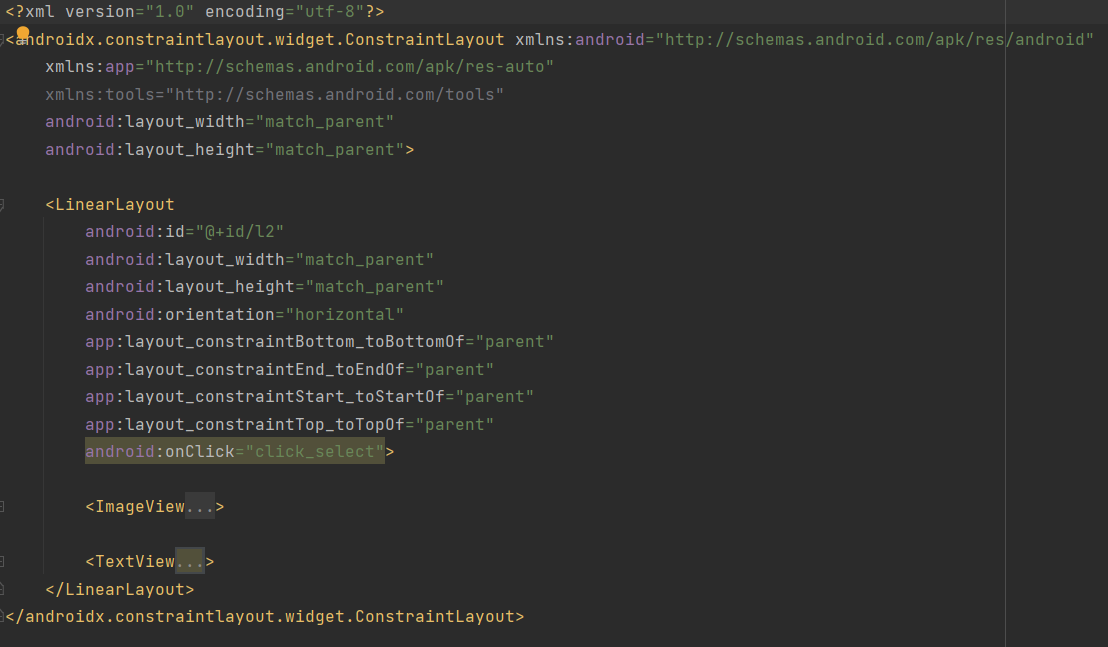 <?xml version="1.0" encoding="utf-8"?>
<androidx.constraintlayout.widget.ConstraintLayout xmlns:android="http://schemas.android.com/apk/res/android"
    xmlns:app="http://schemas.android.com/apk/res-auto"
    xmlns:tools="http://schemas.android.com/tools"
    android:layout_width="match_parent"
    android:layout_height="match_parent">
    <LinearLayout
        android:id="@+id/l2"
        android:layout_width="match_parent"
        android:layout_height="match_parent"
        android:orientation="horizontal"
        app:layout_constraintBottom_toBottomOf="parent"
        app:layout_constraintEnd_toEndOf="parent"
        app:layout_constraintStart_toStartOf="parent"
        app:layout_constraintTop_toTopOf="parent"
        android:onClick="click_select">
        <ImageView...>
        <TextView...>
    </LinearLayout>
</androidx.constraintlayout.widget.ConstraintLayout>